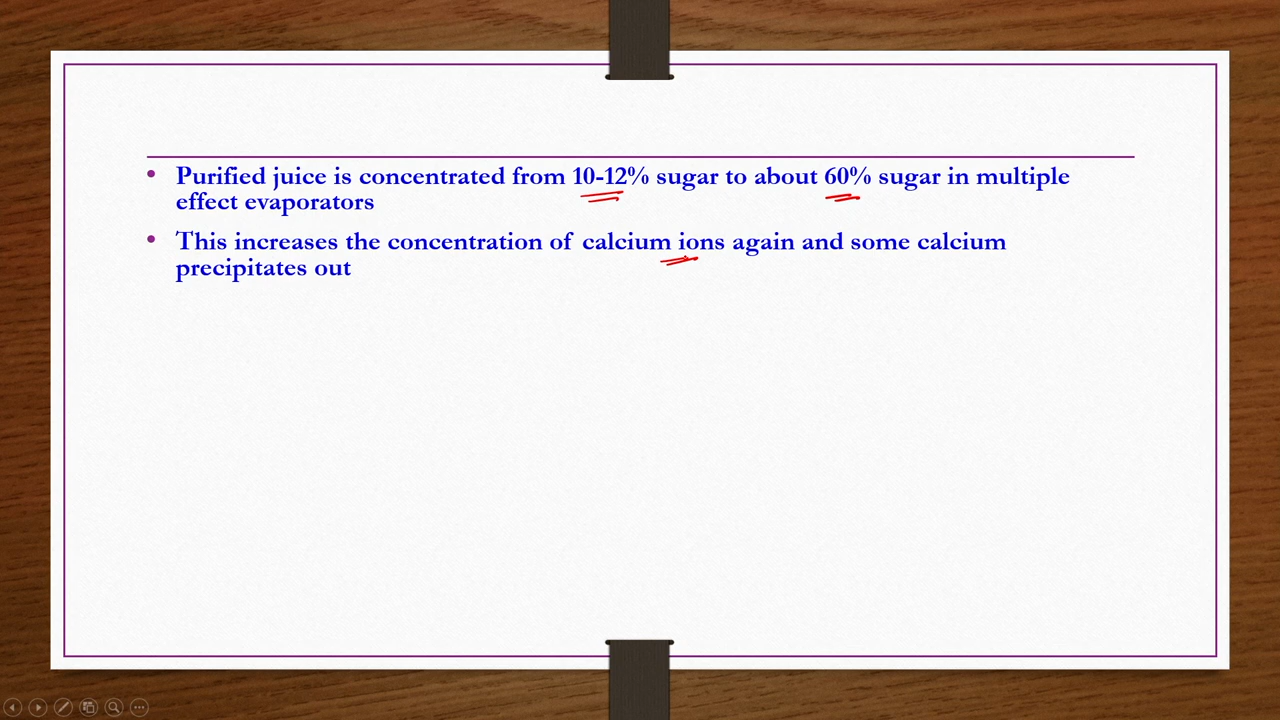 • Purified juice is concentrated from 10-12% sugar to about 60% sugar in multiple
effect evaporators
• This increases the concentration of calcium ions again and some calcium
precipitates out